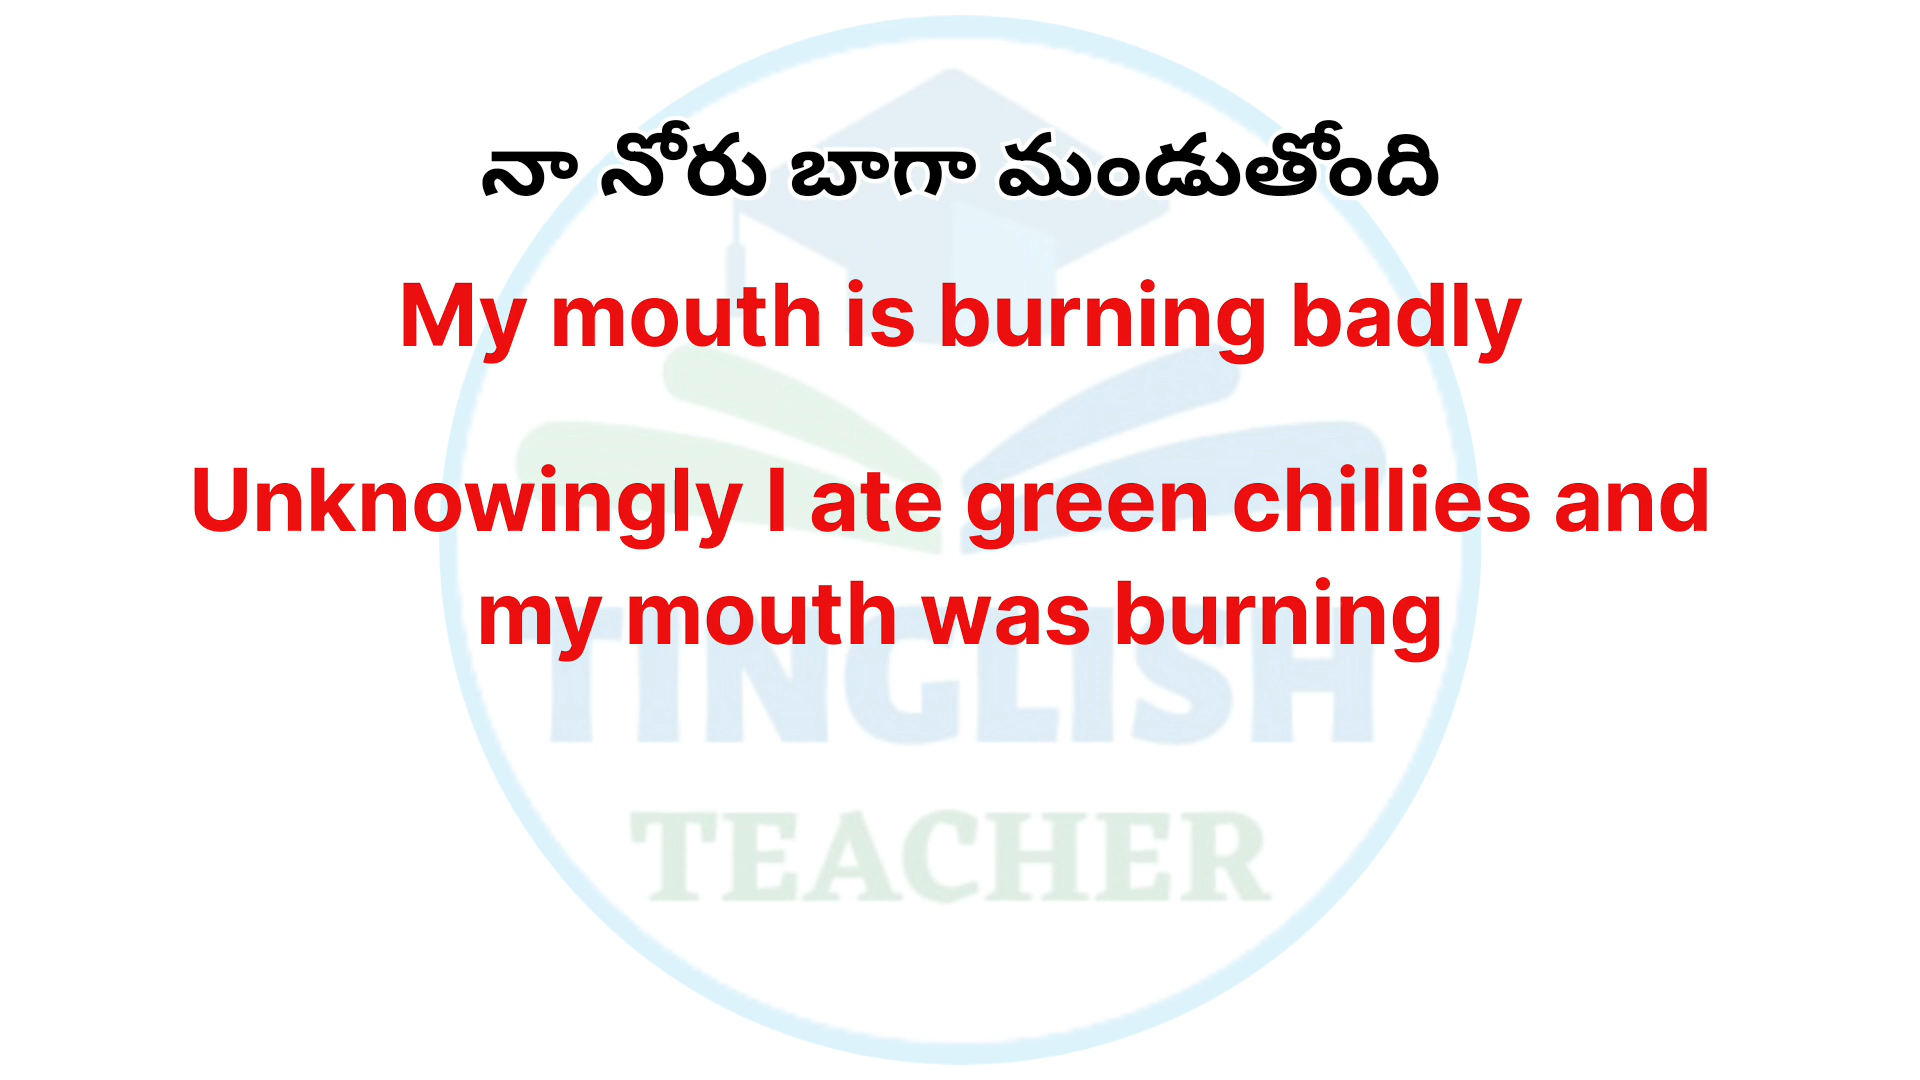 నా నోరు బాగా మండుతోంది
My mouth is burning badly
Unknowingly I ate green chillies and
my mouth was burning
TINGLISH
TEACHER